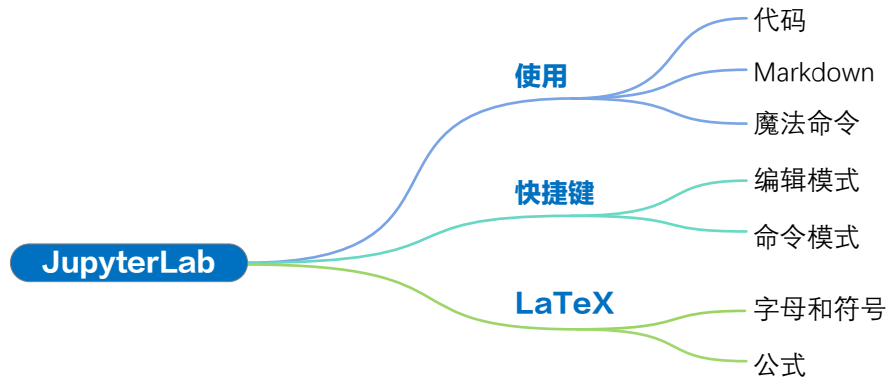 JupyterLab
使用
代码
Markdown
魔法命令
快捷键
编辑模式
命令模式
LaTeX
字母和符号
公式